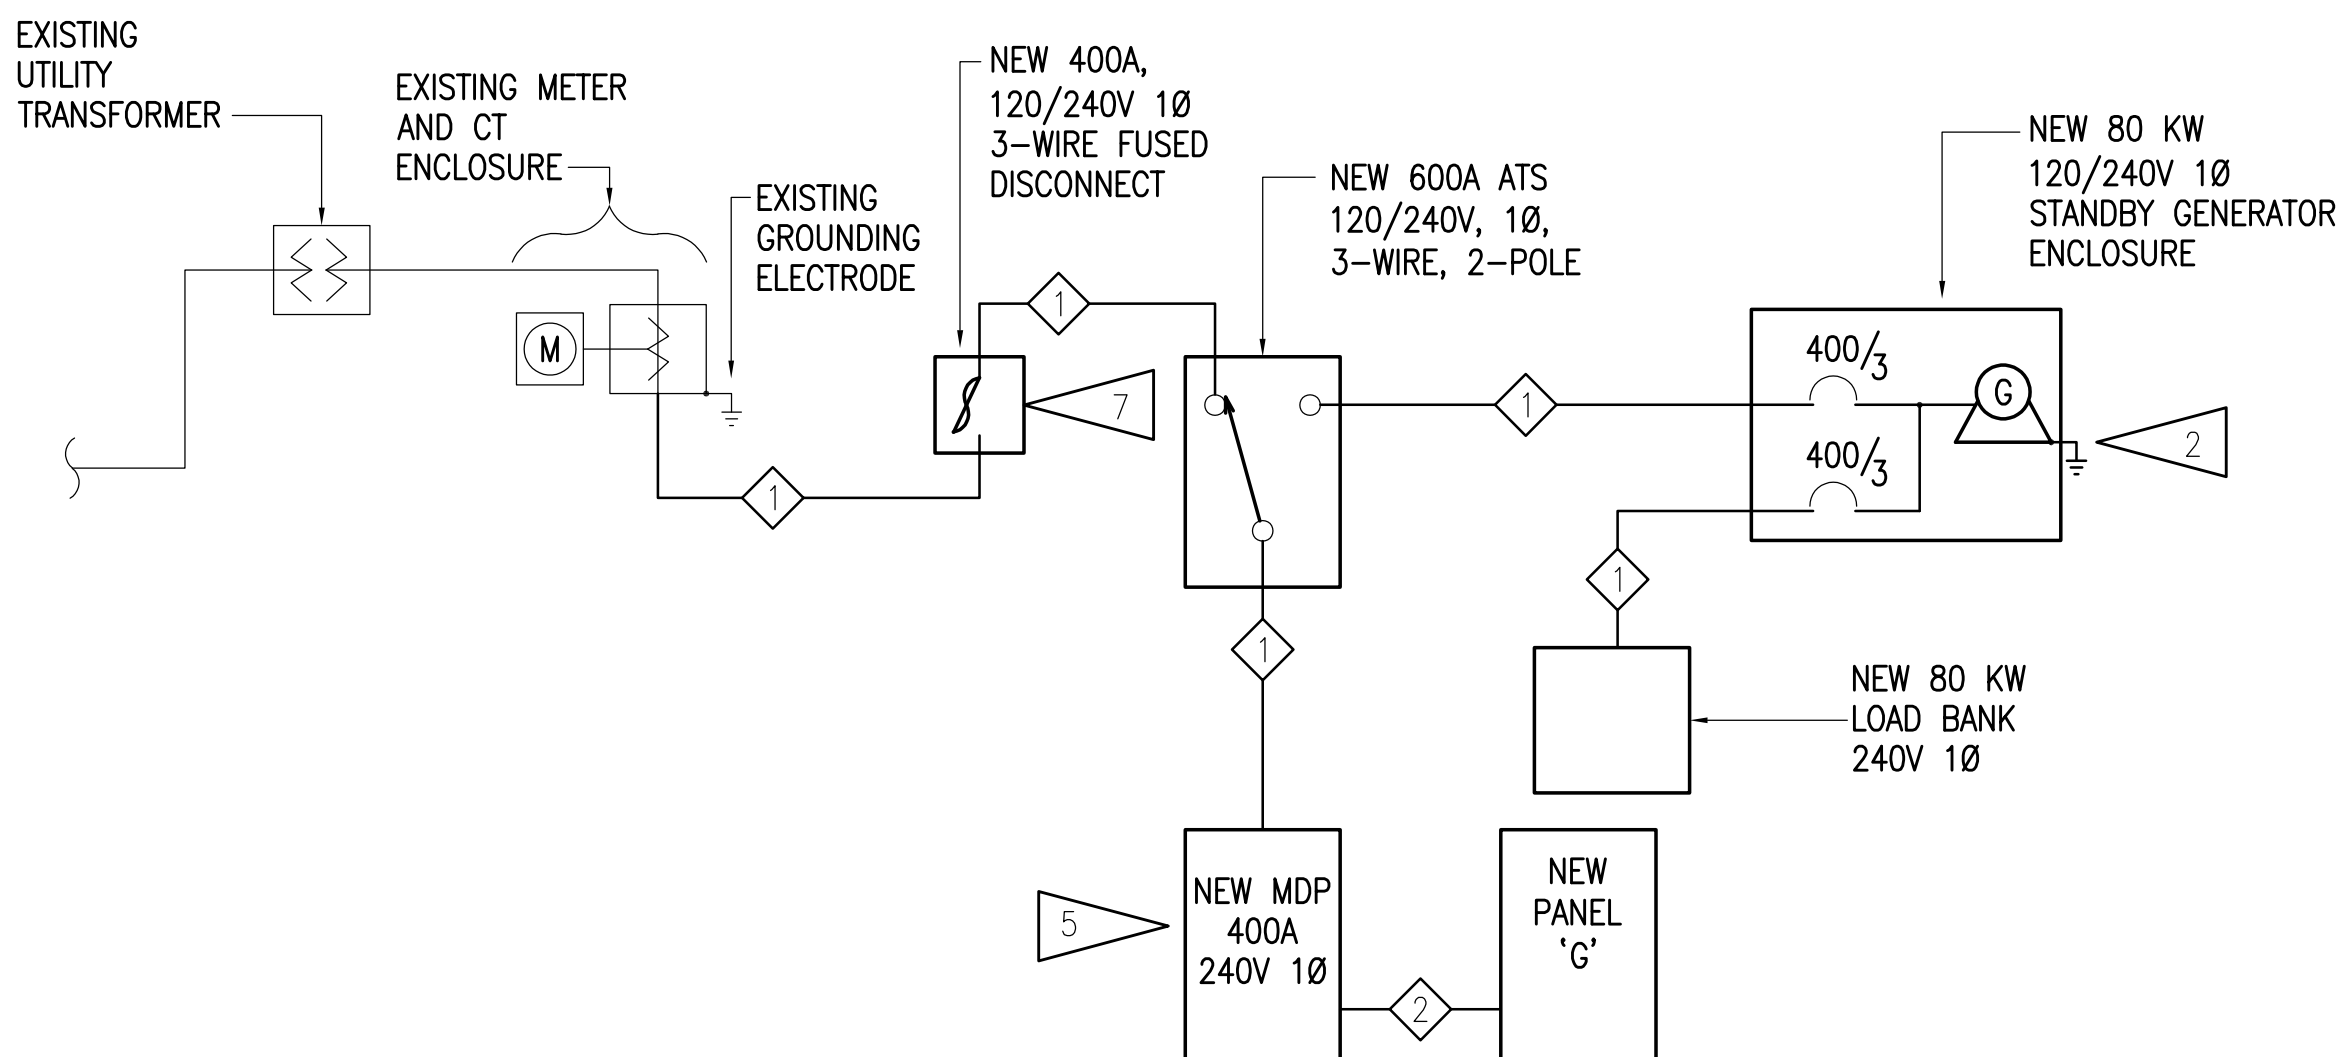 EXISTING
UTILITY
TRANSFORMER
EXISTING METER
AND CT
ENCLOSURE
EXISTING
GROUNDING
ELECTRODE
NEW 400A,
120/240V 1Ø
3-WIRE FUSED
DISCONNECT
NEW 600A ATS
120/240V, 1Ø,
3-WIRE, 2-POLE
NEW 80 KW
120/240V 1Ø
STANDBY GENERATOR
ENCLOSURE
M
1
1
7
1
400/3
G
400/3
2
1
1
NEW 80 KW
LOAD BANK
240V 1Ø
5
NEW MDP
400A
240V 1Ø
2
NEW
PANEL
'G'